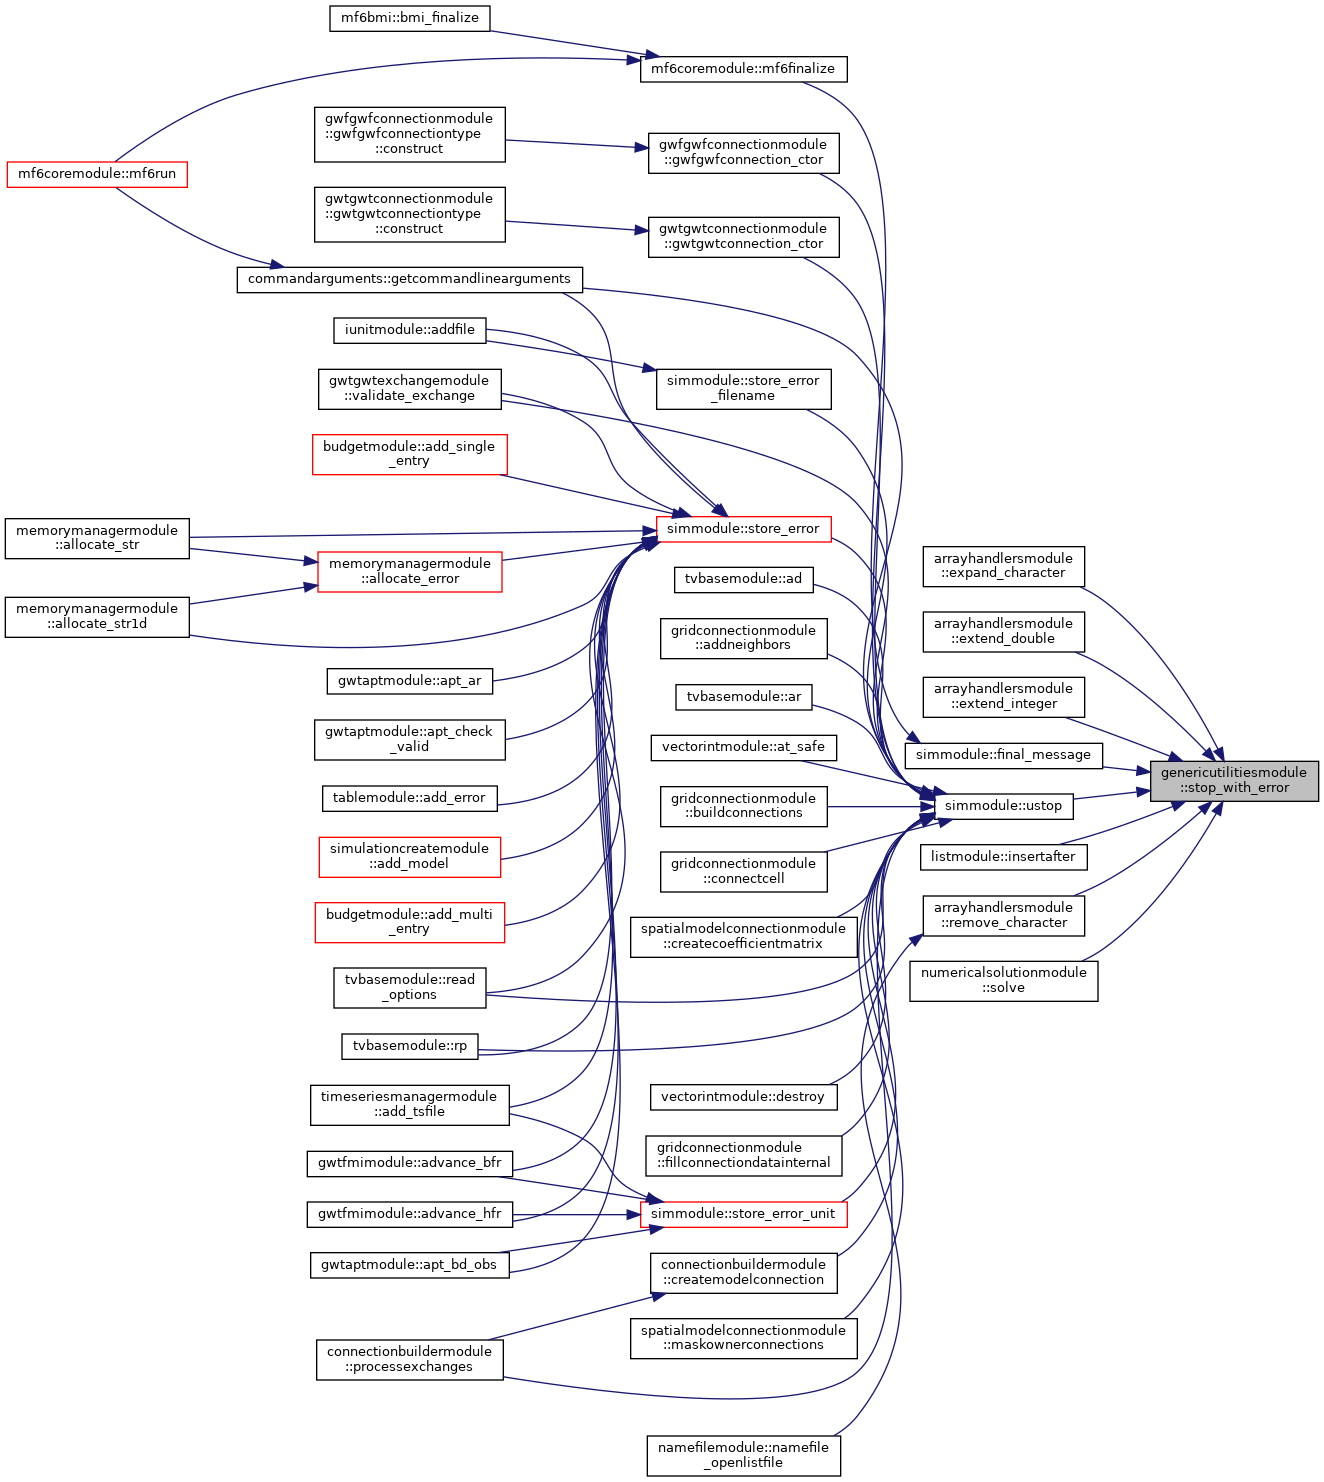 mf6bmi::bmi_finalize
mf6coremodule::mf6finalize
gwfgwfconnectionmodule
::gwfgwfconnectiontype
::construct
gwfgwfconnectionmodule
::gwfgwfconnection_ctor
mf6coremodule::mf6run
gwtgwtconnectionmodule
::gwtgwtconnectiontype
::construct
gwtgwtconnectionmodule
::gwtgwtconnection_ctor
commandarguments::getcommandlinearguments
iunitmodule::addfile
gwtgwtexchangemodule
::validate_exchange
simmodule::store_error
_filename
budgetmodule::add_single
_entry
memorymanagermodule
::allocate_str
simmodule::store_error
memorymanagermodule
::allocate_error
tvbasemodule::ad
arrayhandlersmodule
::expand_character
memorymanagermodule
::allocate_str1d
gridconnectionmodule
::addneighbors
arrayhandlersmodule
::extend_double
gwtaptmodule::apt_ar
tvbasemodule::ar
arrayhandlersmodule
::extend_integer
gwtaptmodule::apt_check
_valid
vectorintmodule::at_safe
simmodule::final_message
genericutilitiesmodule
::stop_with_error
tablemodule::add_error
gridconnectionmodule
::buildconnections
simmodule::ustop
simulationcreatemodule
::add_model
gridconnectionmodule
::connectcell
listmodule::insertafter
budgetmodule::add_multi
_entry
spatialmodelconnectionmodule
::createcoefficientmatrix
arrayhandlersmodule
::remove_character
tvbasemodule::read
_options
numericalsolutionmodule
::solve
tvbasemodule::rp
timeseriesmanagermodule
::add_tsfile
vectorintmodule::destroy
gwtfmimodule::advance_bfr
gridconnectionmodule
::fillconnectiondatainternal
gwtfmimodule::advance_hfr
simmodule::store_error_unit
gwtaptmodule::apt_bd_obs
connectionbuildermodule
::createmodelconnection
connectionbuildermodule
::processexchanges
spatialmodelconnectionmodule
::maskownerconnections
namefilemodule::namefile
_openlistfile